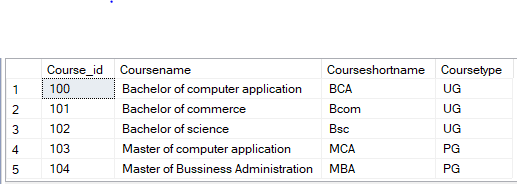 Course_id Coursename Courseshortname Coursetype
1 100 Bachelor of computer application BCA UG
2 101 Bachelor of commerce Bcom UG
3 102 Bachelor of science Bsc UG
4 103 Master of computer application MCA PG
5 104 Master of Bussiness Administration MBA PG